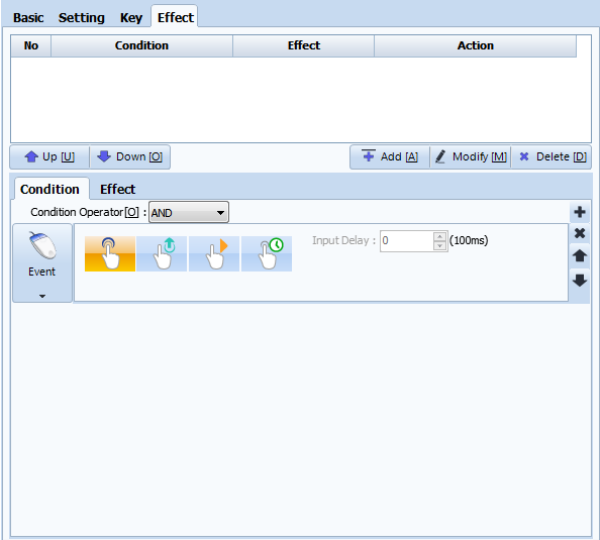 Basic Setting Key Effect
No Condition Effect Action
Up [U] Down [O] Add [A] Modify [M] Delete [D]
Condition Effect
Condition Operator[O] : AND
Event
Input Delay : 0 (100ms)